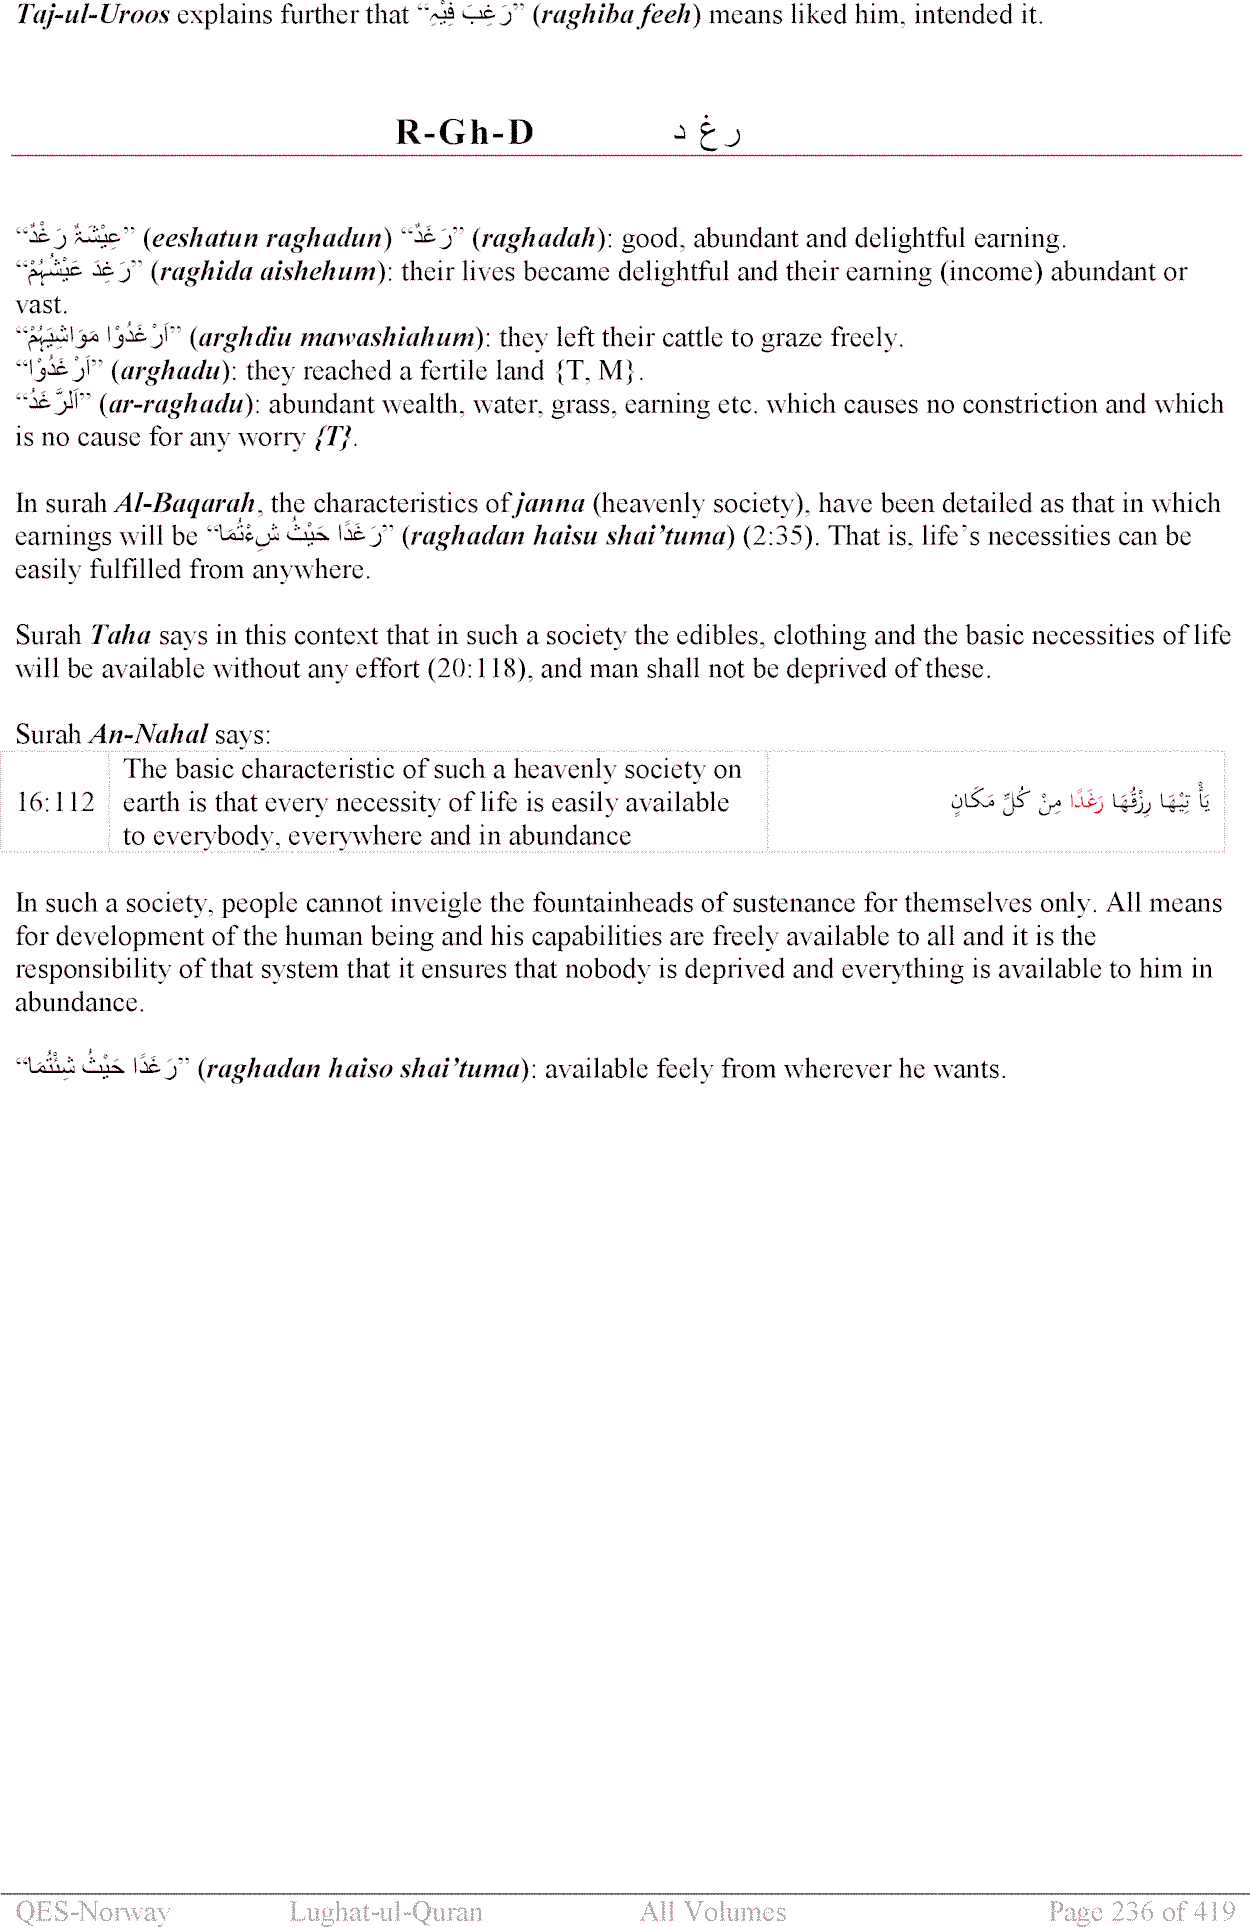 Taj-ul-Uroos explains further that “رَغِبَ فِيْہِ” (raghiba feeh) means liked him, intended it.
R-Gh-D ر غ د
“عِيْشَۃٌ رَغْدٌ” (eeshatun raghadun) “رَغَدٌ” (raghadah): good, abundant and delightful earning.
“رَغِدَ عَيْشُہُمْ” (raghida aishehum): their lives became delightful and their earning (income) abundant or
vast.
“اَرْغَدُوْا مَوَاشِيَہُمْ” (arghdiu mawashiahum): they left their cattle to graze freely.
“اَرْغَدُوْا” (arghadu): they reached a fertile land {T, M}.
“اَلرَّغَدُ” (ar-raghadu): abundant wealth, water, grass, earning etc. which causes no constriction and which
is no cause for any worry {T}.
In surah Al-Baqarah, the characteristics of janna (heavenly society), have been detailed as that in which
earnings will be “رَغَدًا حَيْثُ شِءْتُمَا” (raghadan haisu shai’tuma) (2:35). That is, life’s necessities can be
easily fulfilled from anywhere.
Surah Taha says in this context that in such a society the edibles, clothing and the basic necessities of life
will be available without any effort (20:118), and man shall not be deprived of these.
Surah An-Nahal says:
The basic characteristic of such a heavenly society on
16:112 earth is that every necessity of life is easily available يَأْ تِيْهَا رِزْقُهَا رَغَدًا مِنْ كُلِّ مَكَانٍ
to everybody, everywhere and in abundance
In such a society, people cannot inveigle the fountainheads of sustenance for themselves only. All means
for development of the human being and his capabilities are freely available to all and it is the
responsibility of that system that it ensures that nobody is deprived and everything is available to him in
abundance.
“رَغَدًا حَيْثُ شِئْتُمَا” (raghadan haiso shai’tuma): available feely from wherever he wants.
QES-Norway Lughat-ul-Quran All Volumes Page 236 of 419